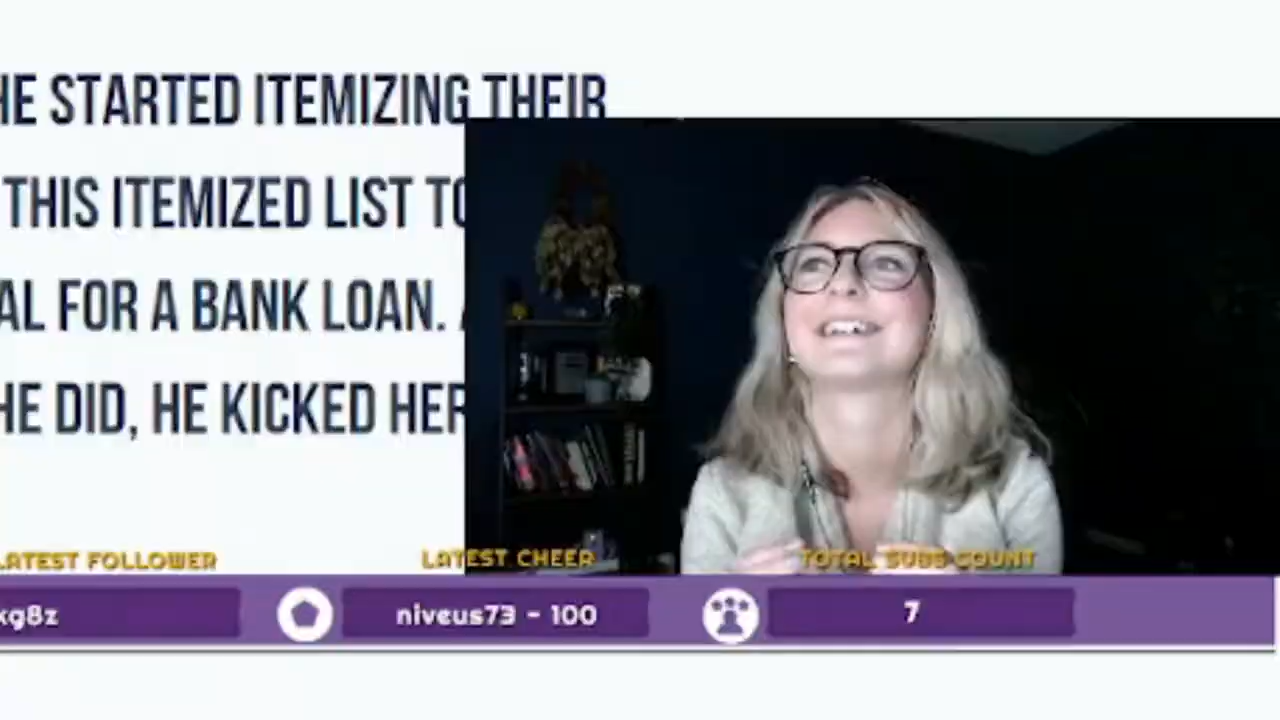 HE STARTED ITEMIZING THEIR
THIS ITEMIZED LIST TO
AL FOR A BANK LOAN.
HE DID, HE KICKED HER
LATEST FOLLOWER LATEST CHEER TOTAL SUBS COUNT
kg8z niveus73 - 100 7